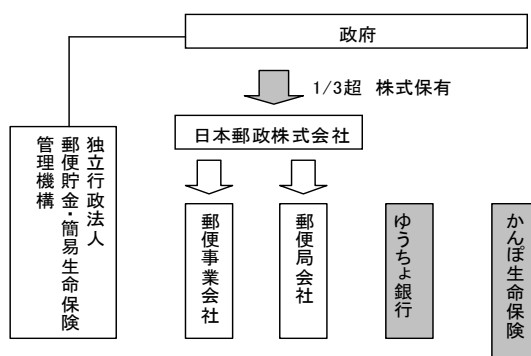 政府
1/3超 株式保有
日本郵政株式会社
独立行政法人
郵便貯金・簡易生命保険
管理機構
郵便事業会社
郵便局会社
ゆうちょ銀行
かんぽ生命保険